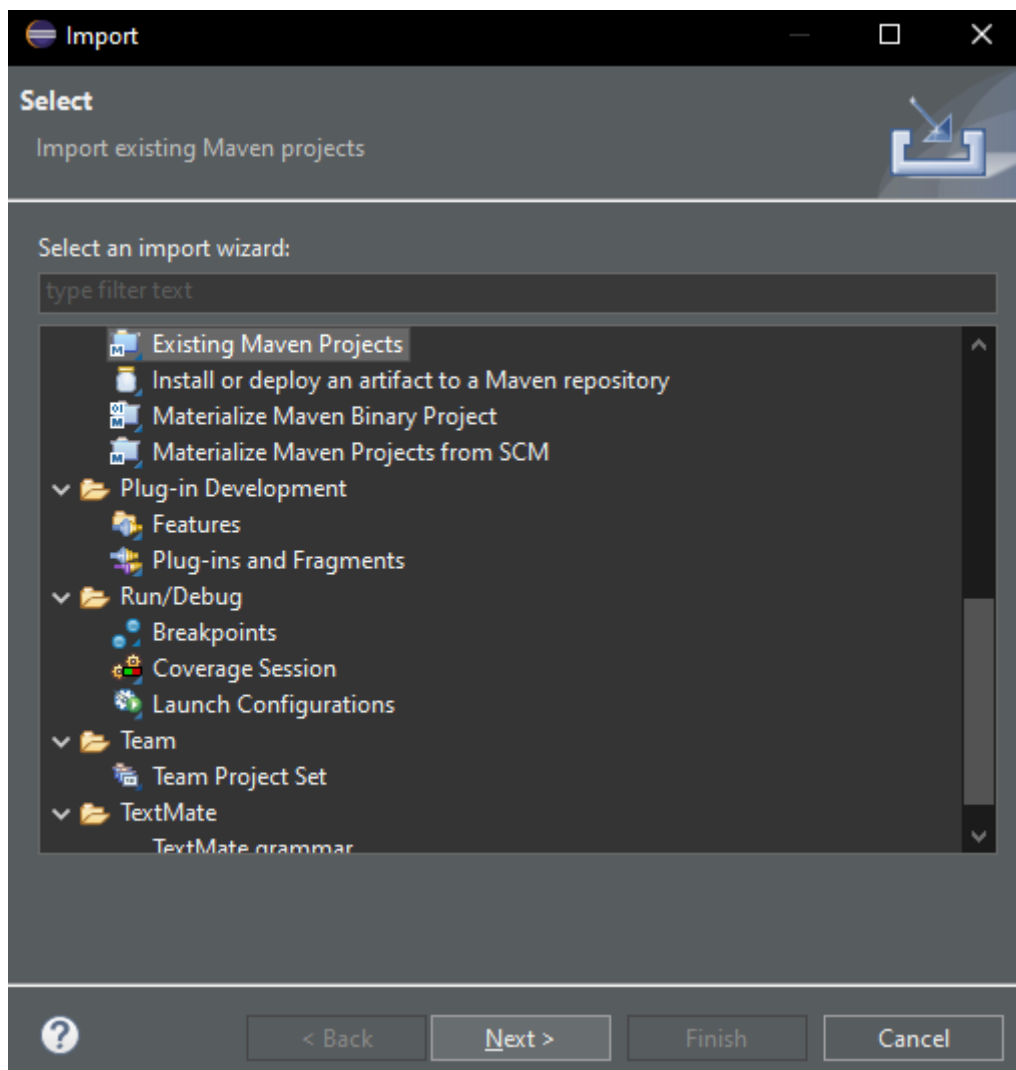 Import
Select
Import existing Maven projects
Select an import wizard:
type filter text
Existing Maven Projects
Install or deploy an artifact to a Maven repository
Materialize Maven Binary Project
Materialize Maven Projects from SCM
Plug-in Development
Features
Plug-ins and Fragments
Run/Debug
Breakpoints
Coverage Session
Launch Configurations
Team
Team Project Set
TextMate
TextMate grammar
< Back Next > Finish Cancel